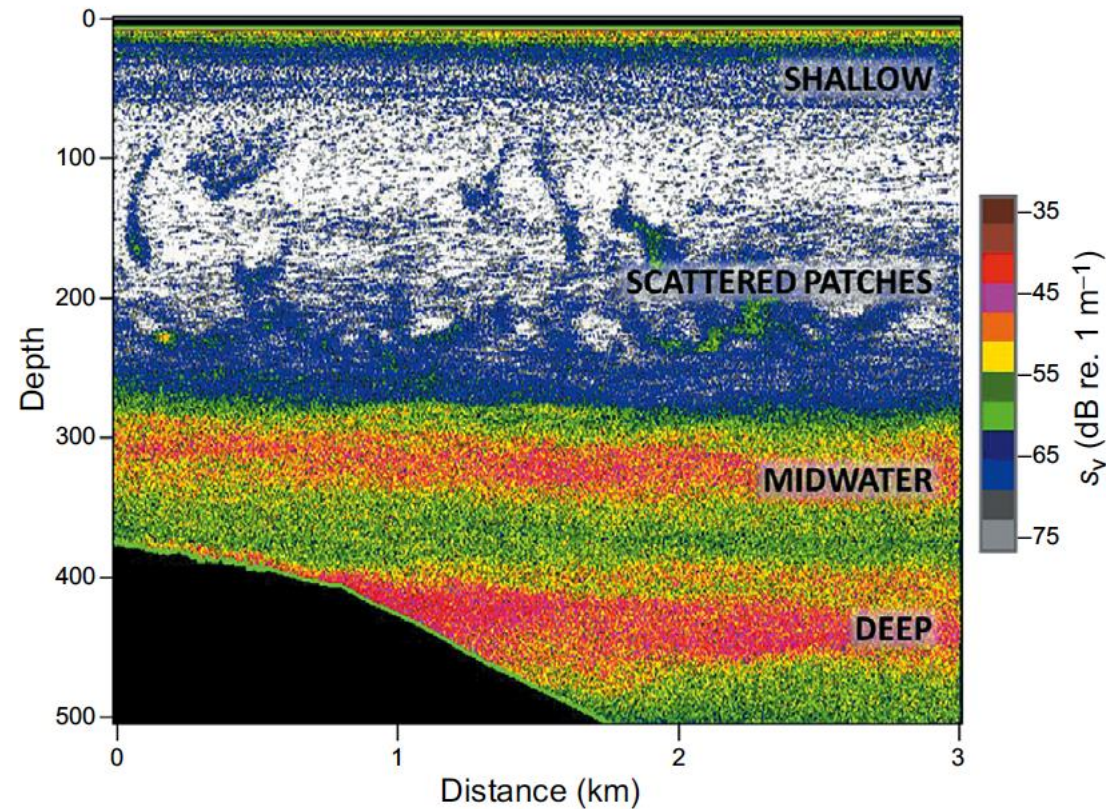 0
SHALLOW
100
SCATTERED PATCHES
200
300
MIDWATER
400
DEEP
500
Depth
0 1 2 3
Distance (km)
–35
–45
–55
–65
–75
sv (dB re. 1 m⁻¹)